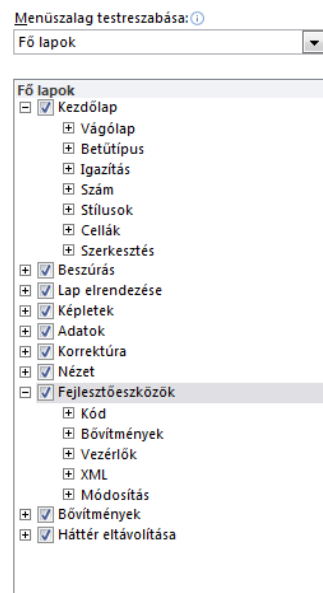 Menüszalag testreszabása:
Fő lapok
Fő lapok
Kezdőlap
Vágólap
Betűtípus
Igazítás
Szám
Stílusok
Cellák
Szerkesztés
Beszúrás
Lap elrendezése
Képletek
Adatok
Korrektúra
Nézet
Fejlesztőeszközök
Kód
Bővítmények
Vezérlők
XML
Módosítás
Bővítmények
Háttér eltávolítása